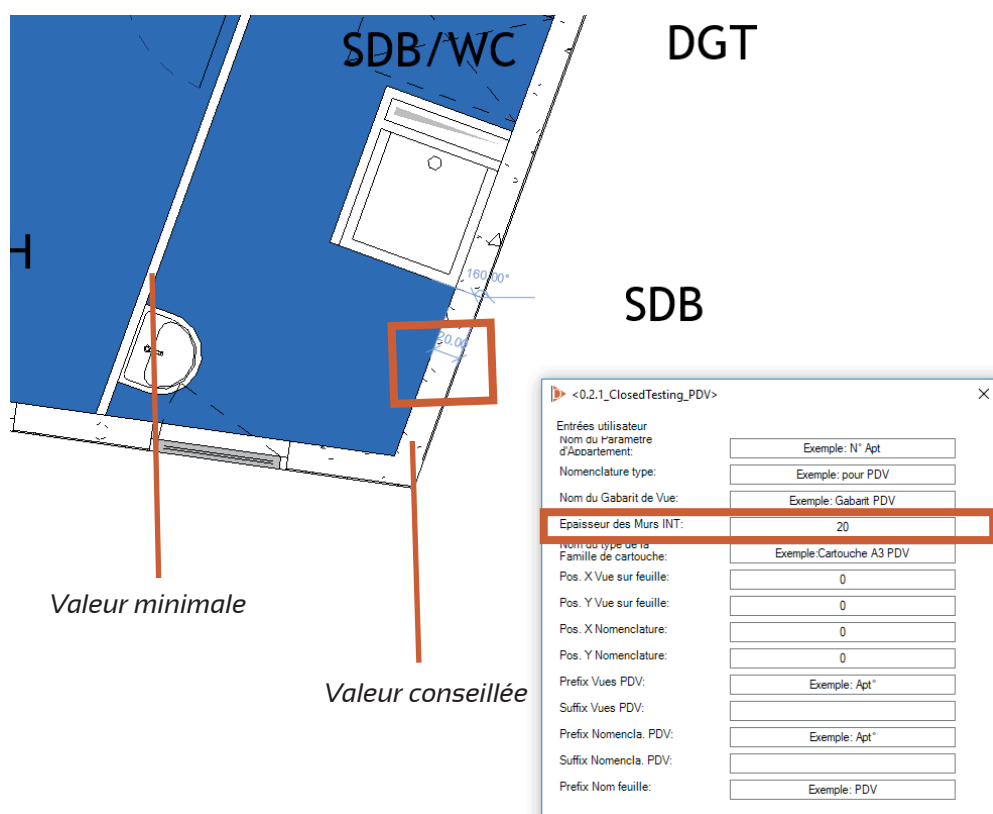 SDB/WC
DGT
H
160.00°
SDB
20.00
<0.2.1_ClosedTesting_PDV>
Entrées utilisateur
Nom du Paramètre
d'Appartement:
Exemple: N° Apt
Nomenclature type:
Exemple: pour PDV
Nom du Gabarit de Vue:
Exemple: Gabarit PDV
Epaisseur des Murs INT:
20
Nom du type de la
Famille de cartouche:
Exemple:Cartouche A3 PDV
Pos. X Vue sur feuille:
0
Pos. Y Vue sur feuille:
0
Pos. X Nomenclature:
0
Pos. Y Nomenclature:
0
Prefix Vues PDV:
Exemple: Apt°
Suffix Vues PDV:
Prefix Nomencla. PDV:
Exemple: Apt°
Suffix Nomencla. PDV:
Prefix Nom feuille:
Exemple: PDV
Valeur minimale
Valeur conseillée